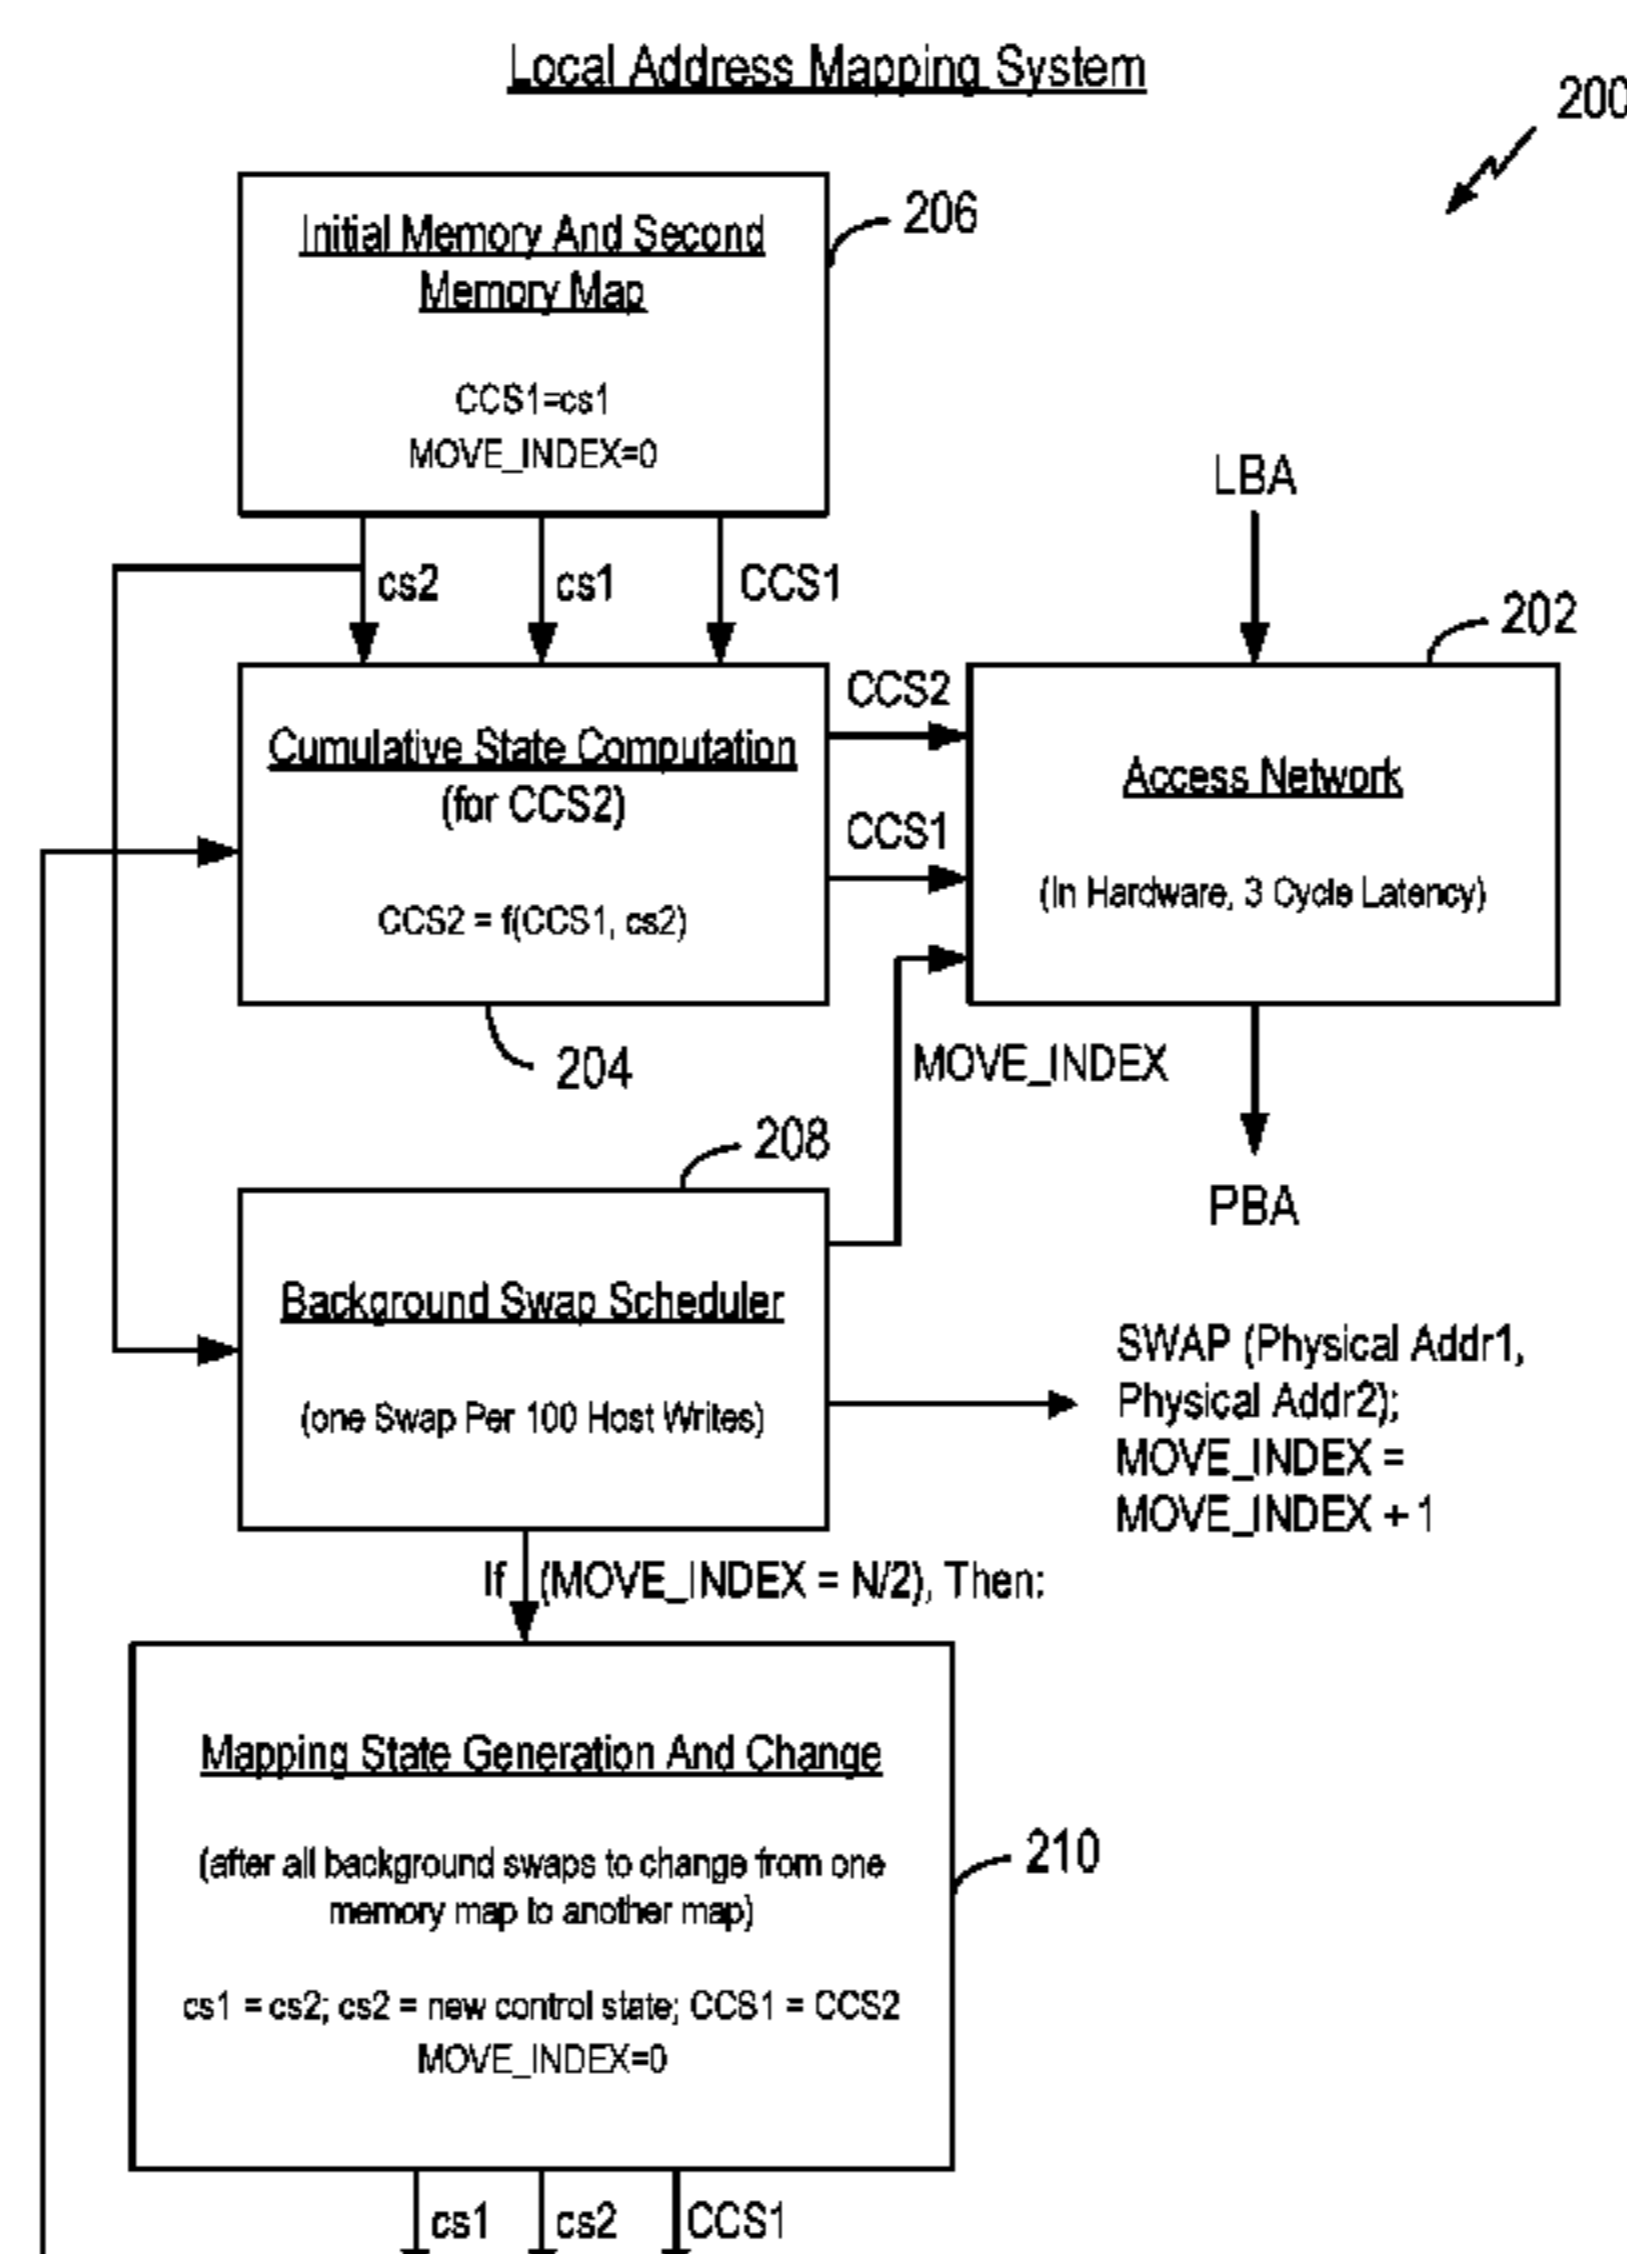 Local Address Mapping System
200
Initial Memory And Second
Memory Map
CCS1=cs1
MOVE_INDEX=0
206
LBA
cs2
cs1
CCS1
202
Cumulative State Computation
(for CCS2)
CCS2 = f(CCS1, cs2)
CCS2
CCS1
Access Network
(In Hardware, 3 Cycle Latency)
204
MOVE_INDEX
208
PBA
Background Swap Scheduler
(one Swap Per 100 Host Writes)
SWAP (Physical Addr1,
Physical Addr2);
MOVE_INDEX =
MOVE_INDEX + 1
If (MOVE_INDEX = N/2), Then:
Mapping State Generation And Change
(after all background swaps to change from one
memory map to another map)
cs1 = cs2; cs2 = new control state; CCS1 = CCS2
MOVE_INDEX=0
210
cs1
cs2
CCS1